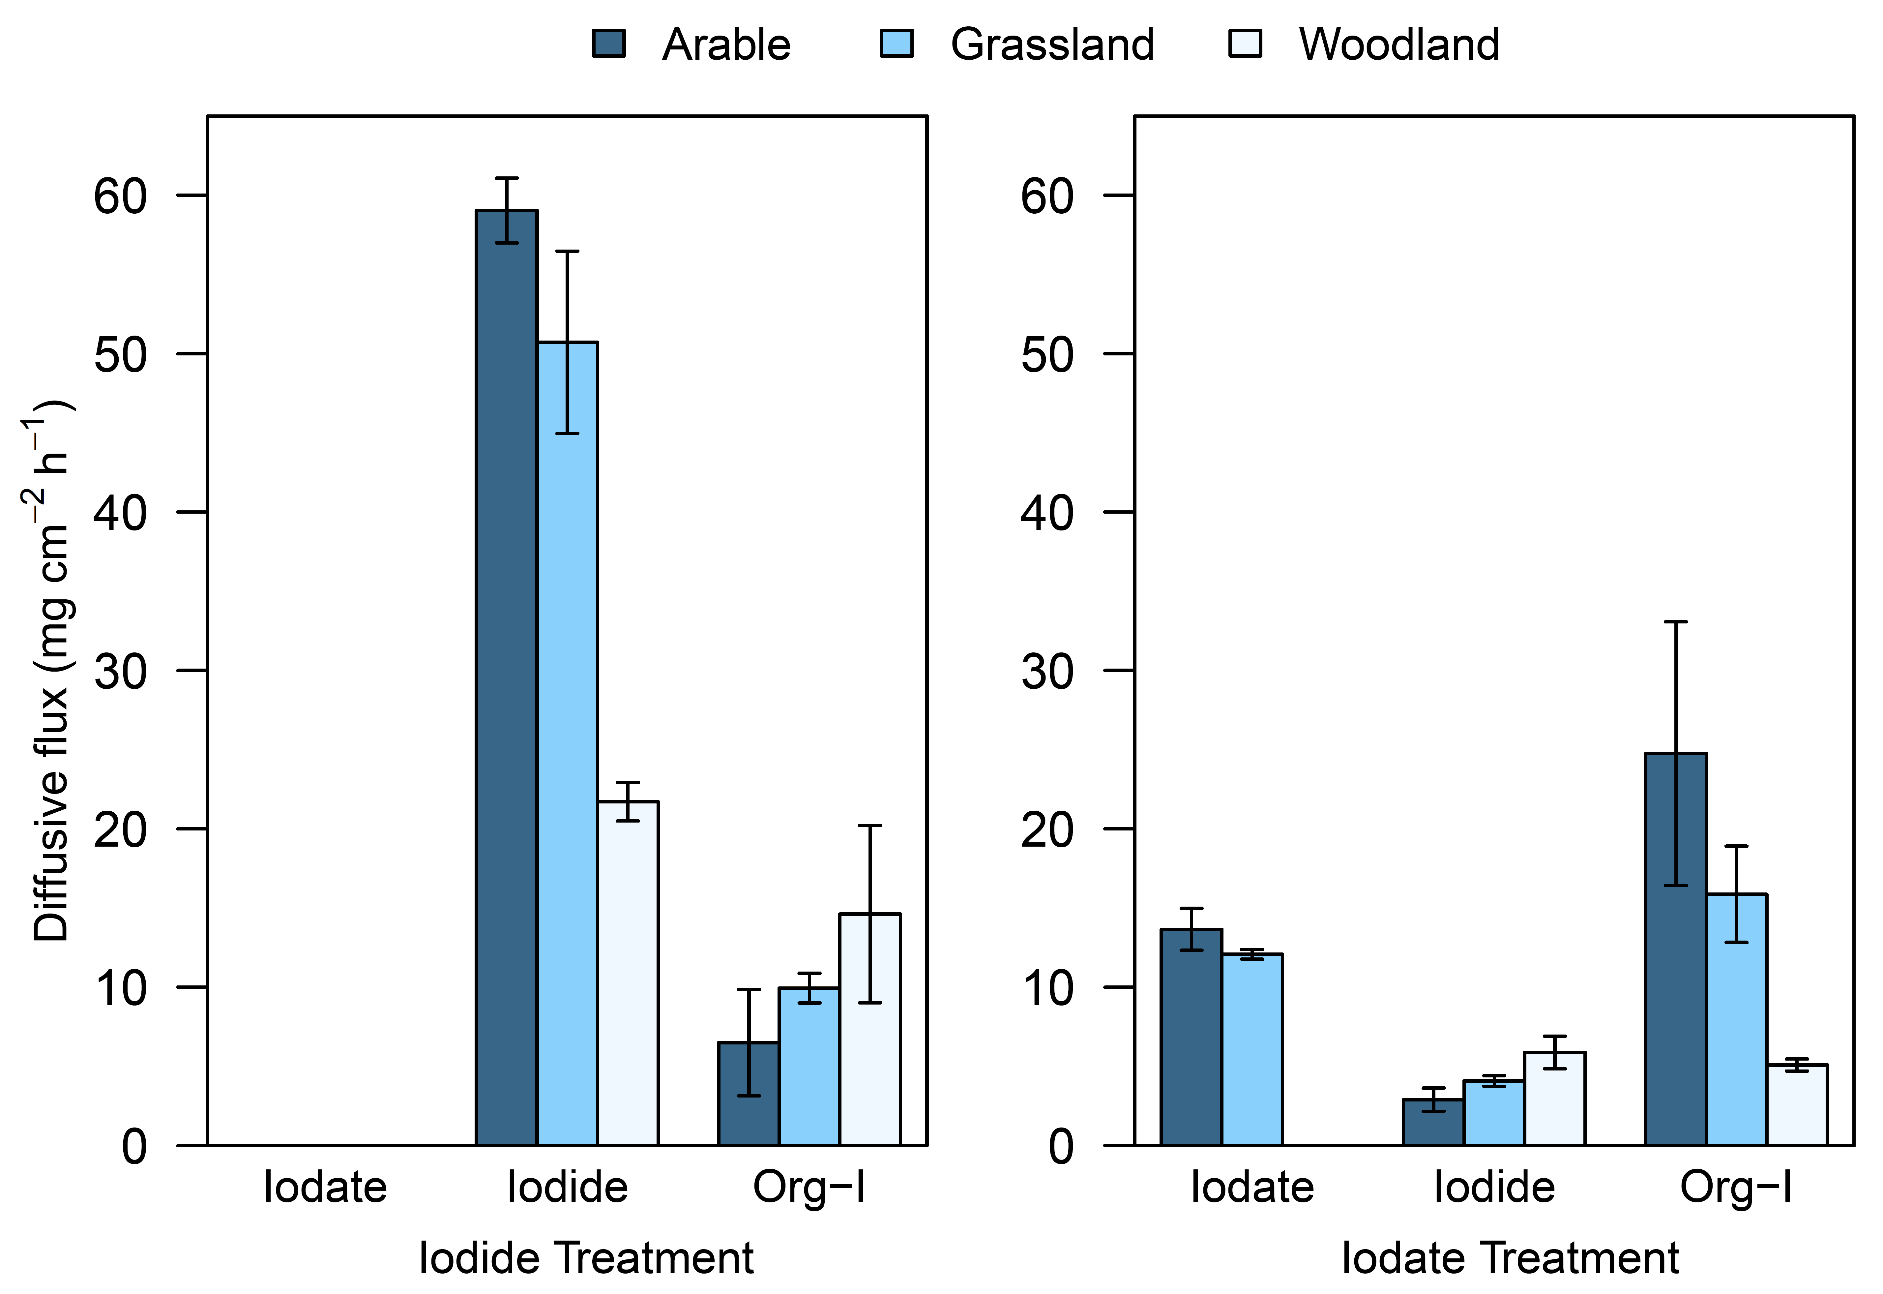 Arable Grassland Woodland
Diffusive flux (mg cm⁻² h⁻¹)
60
50
40
30
20
10
0
Iodate Iodide Org−I
Iodide Treatment
60
50
40
30
20
10
0
Iodate Iodide Org−I
Iodate Treatment